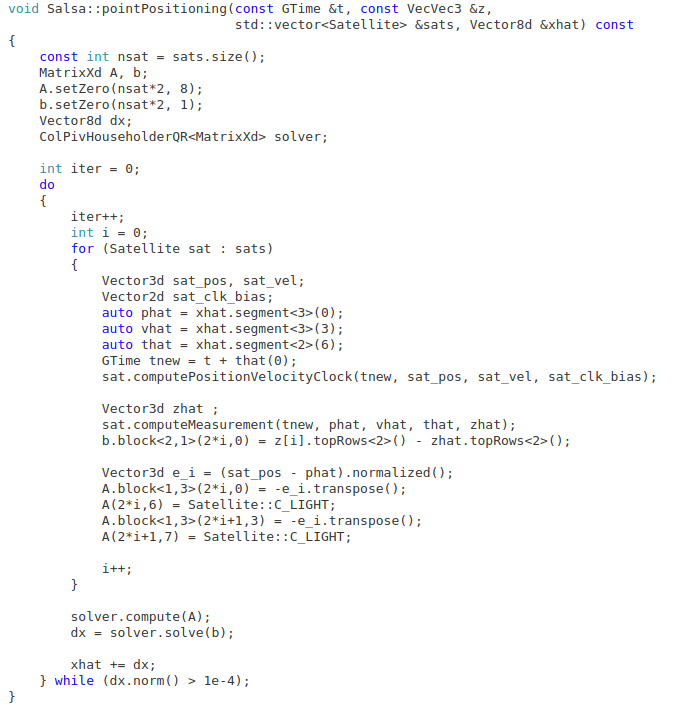 void Salsa::pointPositioning(const GTime &t, const VecVec3 &z,
                             std::vector<Satellite> &sats, Vector8d &xhat) const
{
    const int nsat = sats.size();
    MatrixXd A, b;
    A.setZero(nsat*2, 8);
    b.setZero(nsat*2, 1);
    Vector8d dx;
    ColPivHouseholderQR<MatrixXd> solver;

    int iter = 0;
    do
    {
        iter++;
        int i = 0;
        for (Satellite sat : sats)
        {
            Vector3d sat_pos, sat_vel;
            Vector2d sat_clk_bias;
            auto phat = xhat.segment<3>(0);
            auto vhat = xhat.segment<3>(3);
            auto that = xhat.segment<2>(6);
            GTime tnew = t + that(0);
            sat.computePositionVelocityClock(tnew, sat_pos, sat_vel, sat_clk_bias);

            Vector3d zhat ;
            sat.computeMeasurement(tnew, phat, vhat, that, zhat);
            b.block<2,1>(2*i,0) = z[i].topRows<2>() - zhat.topRows<2>();

            Vector3d e_i = (sat_pos - phat).normalized();
            A.block<1,3>(2*i,0) = -e_i.transpose();
            A(2*i,6) = Satellite::C_LIGHT;
            A.block<1,3>(2*i+1,3) = -e_i.transpose();
            A(2*i+1,7) = Satellite::C_LIGHT;

            i++;
        }

        solver.compute(A);
        dx = solver.solve(b);

        xhat += dx;
    } while (dx.norm() > 1e-4);
}